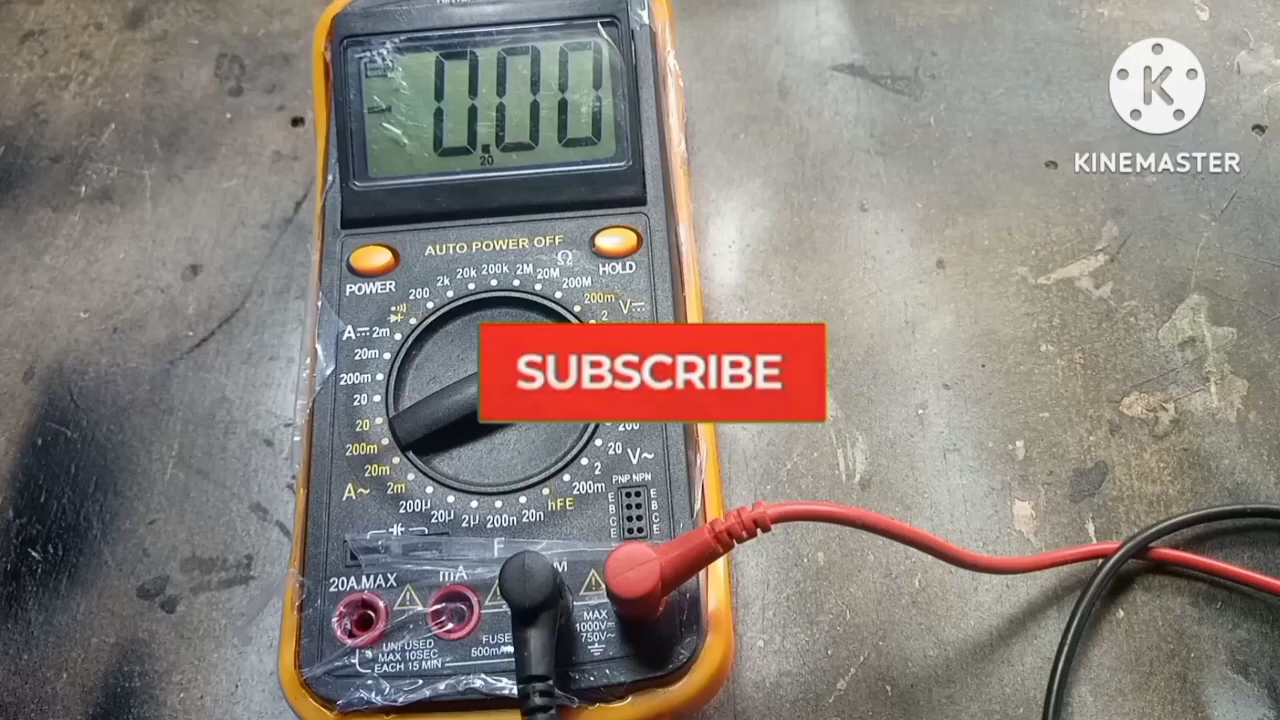 0.00
20
K
KINEMASTER
AUTO POWER OFF
POWER
HOLD
Ω
200
2k
20k
200k
2M
20M
200M
200m
V⎓
2
A⎓
2m
20m
200m
20
20
200m
20m
2m
A~
SUBSCRIBE
200
20
V~
2
200m
hFE
20n
200n
2µ
20µ
200µ
PNP NPN
E
B
C
E
E
B
C
E
F
20A MAX
mA
UNFUSED
MAX 10SEC
EACH 15 MIN
FUSE
MAX
1000V⎓
750V~